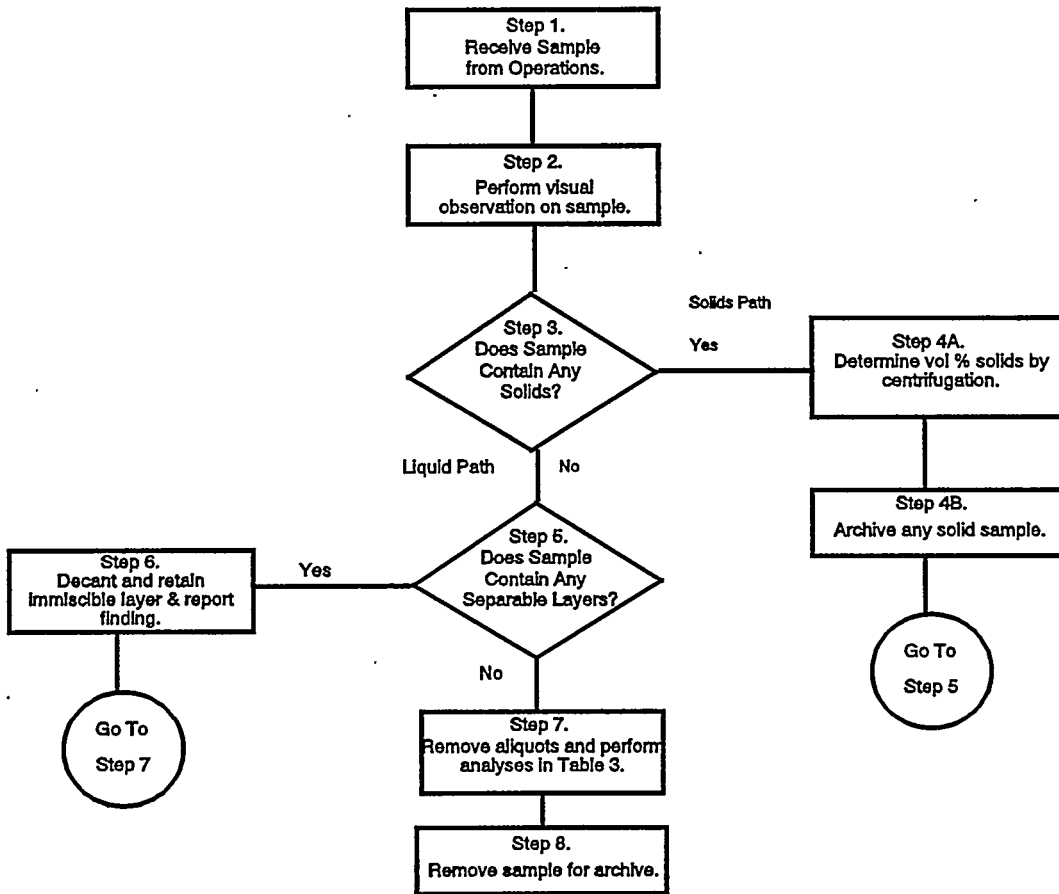 Step 1.
Receive Sample
from Operations.
Step 2.
Perform visual
observation on sample.
Step 3.
Does Sample
Contain Any
Solids?
Solids Path
Yes
Step 4A.
Determine vol % solids by
centrifugation.
Step 4B.
Archive any solid sample.
Go To
Step 5
Liquid Path
No
Step 5.
Does Sample
Contain Any
Separable Layers?
Yes
Step 6.
Decant and retain
immiscible layer & report
finding.
Go To
Step 7
No
Step 7.
Remove aliquots and perform
analyses in Table 3.
Step 8.
Remove sample for archive.